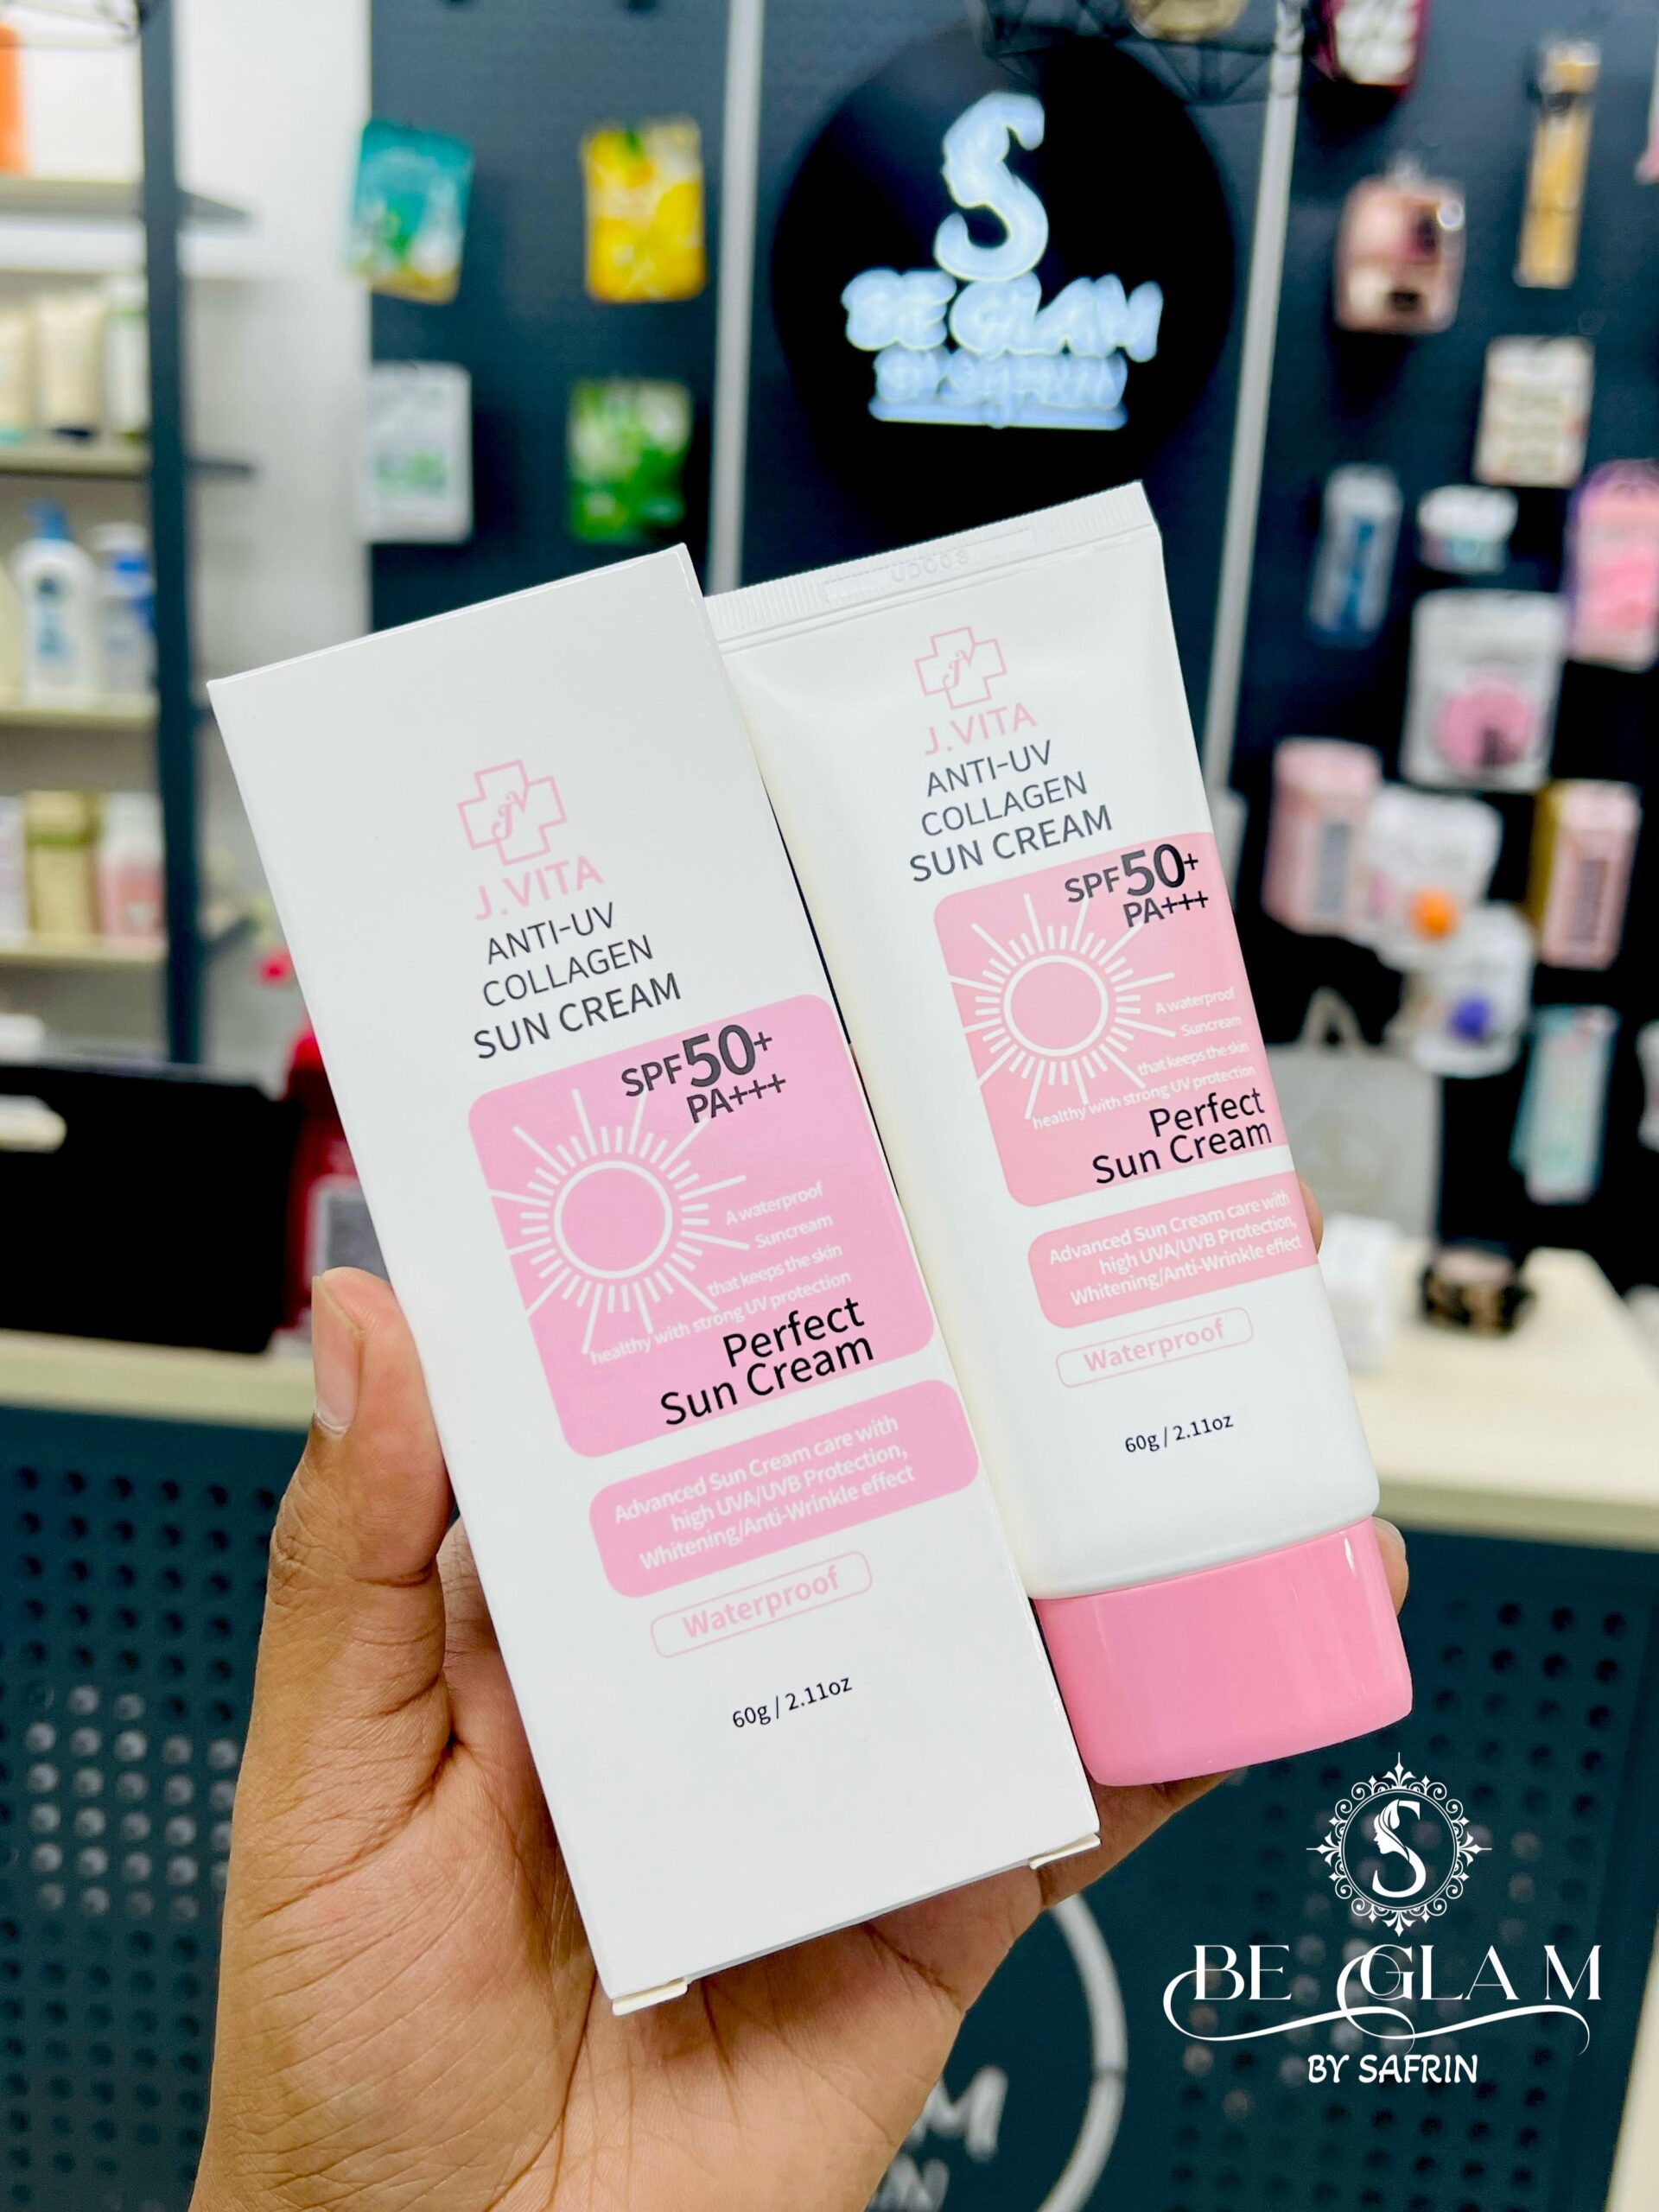 S
BE GLAM
BY SAFRIN
J.VITA
ANTI-UV
COLLAGEN
SUN CREAM
SPF50+
PA+++
A waterproof
Suncream
that keeps the skin
healthy with strong UV protection
Perfect
Sun Cream
Advanced Sun Cream care with
high UVA/UVB Protection,
Whitening/Anti-Wrinkle effect
Waterproof
60g / 2.11oz
J.VITA
ANTI-UV
COLLAGEN
SUN CREAM
SPF50+
PA+++
A waterproof
Suncream
that keeps the skin
healthy with strong UV protection
Perfect
Sun Cream
Advanced Sun Cream care with
high UVA/UVB Protection,
Whitening/Anti-Wrinkle effect
Waterproof
60g / 2.11oz
S
BE GLAM
BY SAFRIN